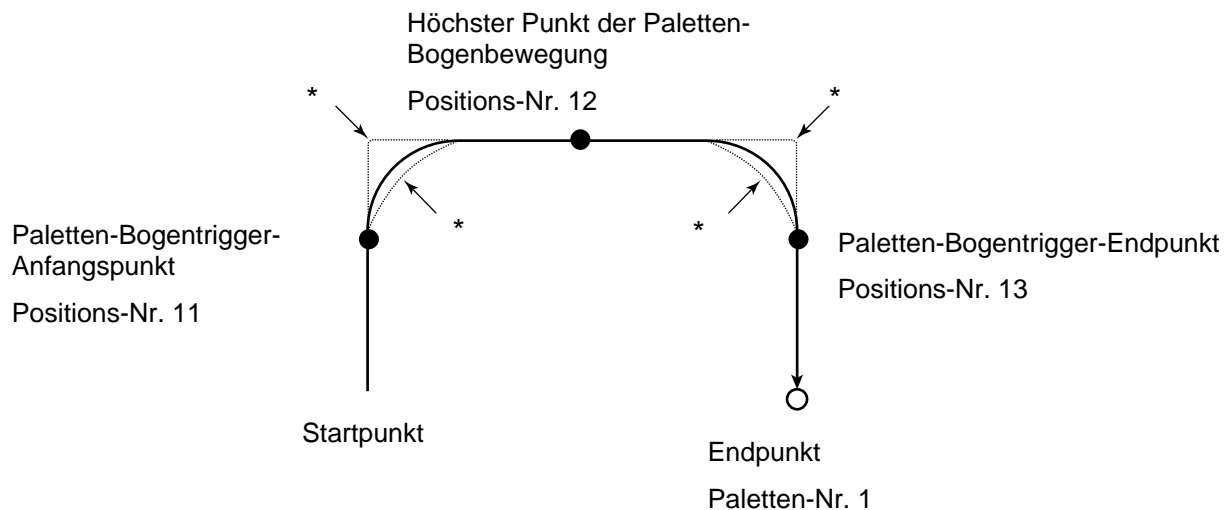 Höchster Punkt der Paletten-
Bogenbewegung
Positions-Nr. 12
*
*
*
*
Paletten-Bogentrigger-
Anfangspunkt
Positions-Nr. 11
Paletten-Bogentrigger-Endpunkt
Positions-Nr. 13
Startpunkt
Endpunkt
Paletten-Nr. 1